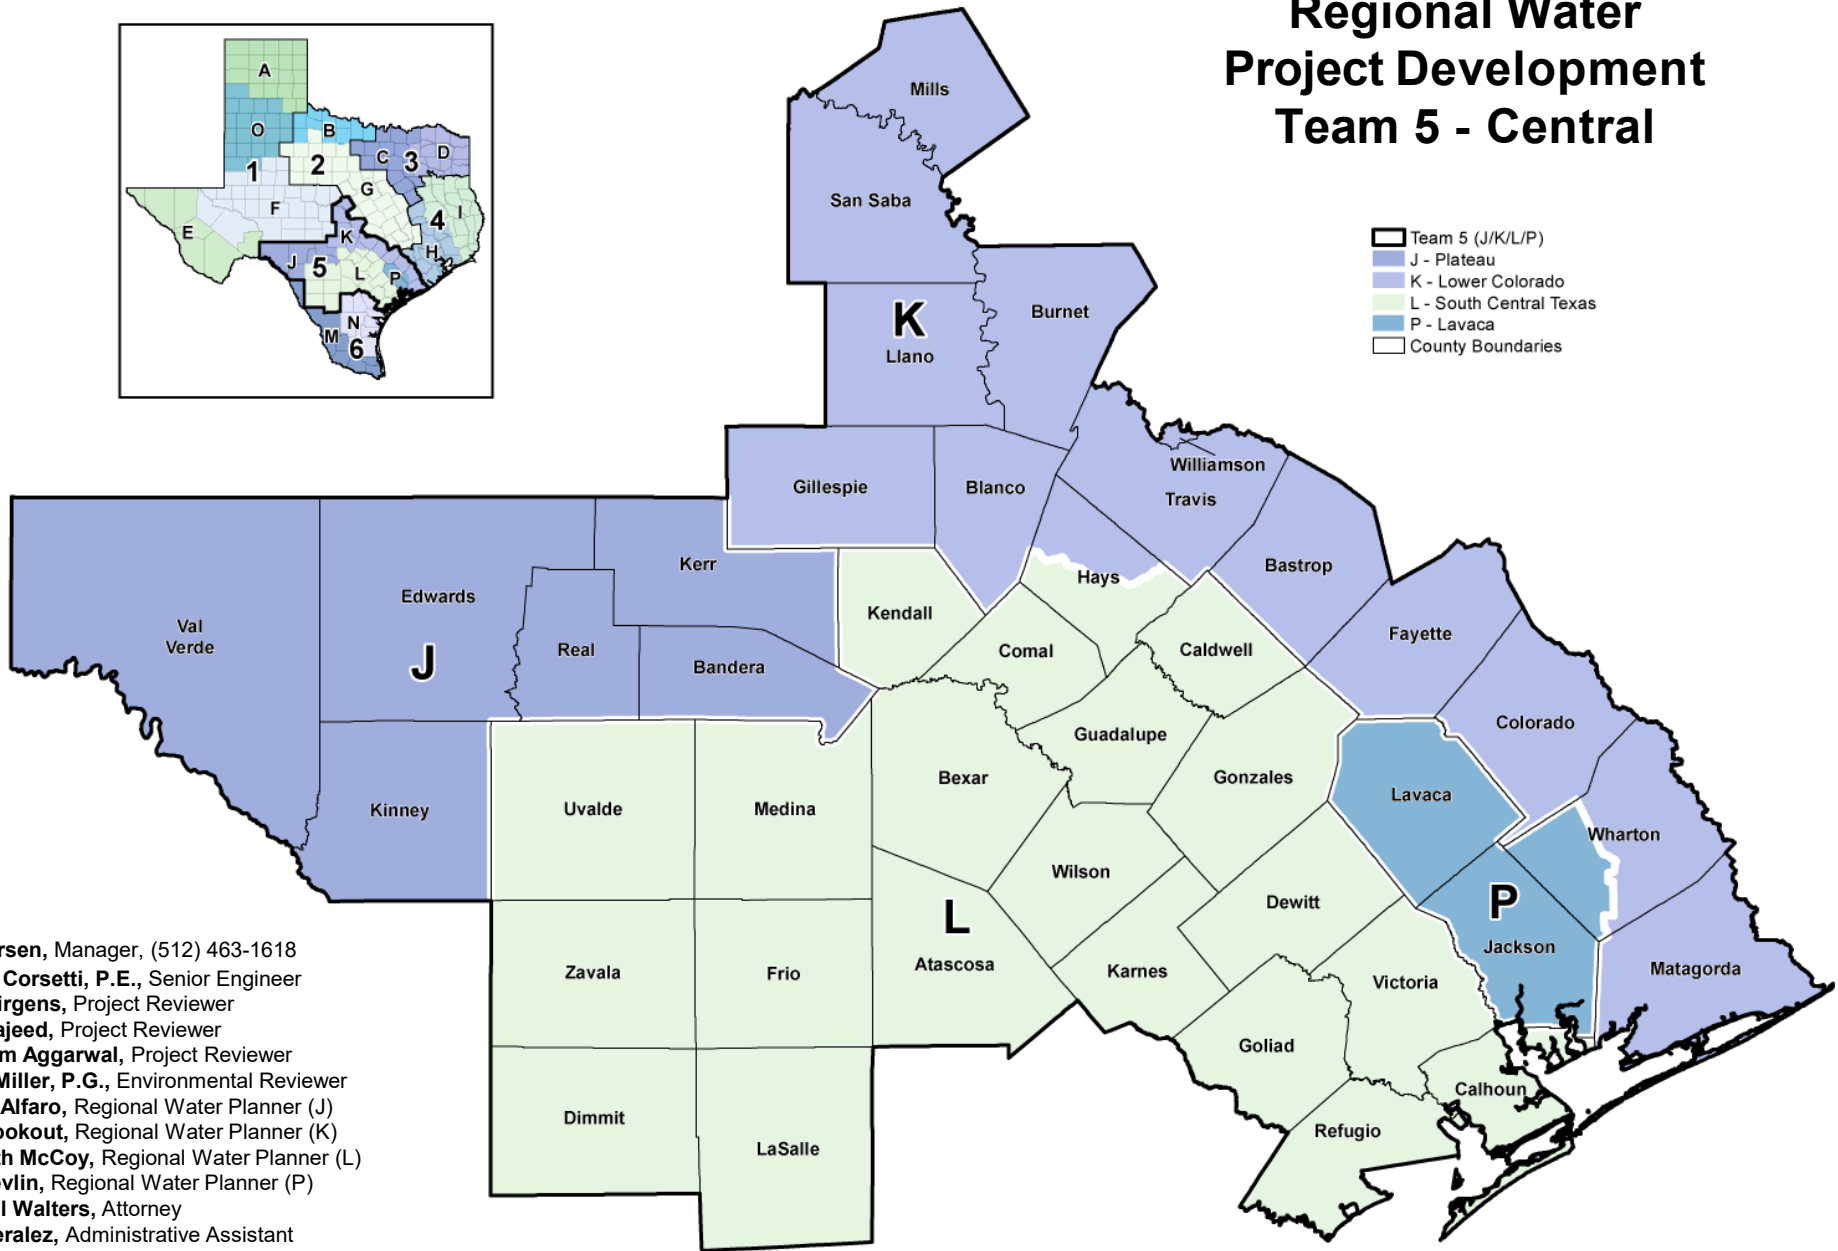 Regional Water
Project Development
Team 5 - Central
A
O
B
1
2
C
3
D
G
F
4
I
E
K
H
J
5
L
P
N
M
6
Team 5 (J/K/L/P)
J - Plateau
K - Lower Colorado
L - South Central Texas
P - Lavaca
County Boundaries
Mills
San Saba
K
Llano
Burnet
Williamson
Travis
Gillespie
Blanco
Kerr
Bastrop
Hays
Edwards
Kendall
Val
Verde
Fayette
Real
Comal
Caldwell
J
Bandera
Colorado
Guadalupe
Bexar
Gonzales
Lavaca
Kinney
Uvalde
Medina
Wharton
Wilson
Dewitt
P
L
Jackson
Atascosa
Zavala
Frio
Karnes
Matagorda
Victoria
Goliad
Calhoun
Dimmit
Refugio
LaSalle
Manager, (512) 463-1618
Corsetti, P.E., Senior Engineer
Project Reviewer
Project Reviewer
Aggarwal, Project Reviewer
Miller, P.G., Environmental Reviewer
Alfaro, Regional Water Planner (J)
Regional Water Planner (K)
McCoy, Regional Water Planner (L)
Regional Water Planner (P)
Walters, Attorney
Administrative Assistant